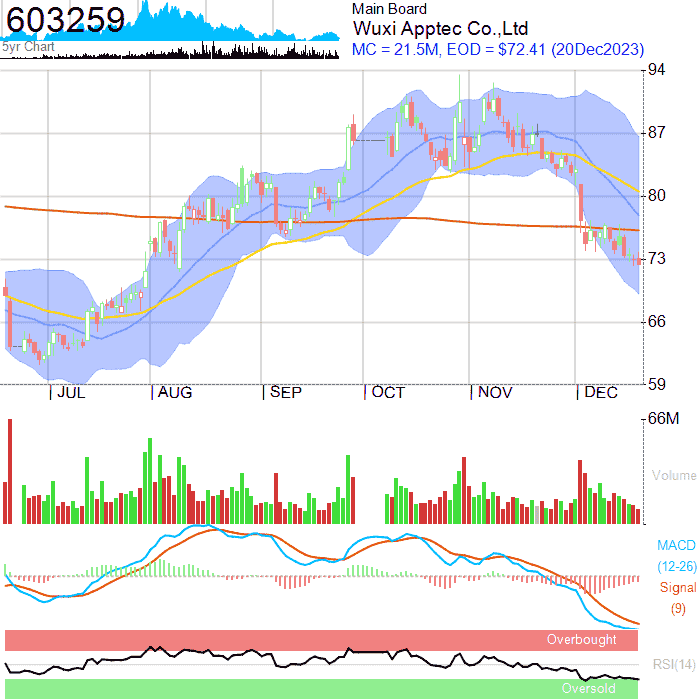 603259
5yr Chart
Main Board
Wuxi Apptec Co.,Ltd
MC = 21.5M, EOD = $72.41 (20Dec2023)
94
87
80
73
66
59
JUL AUG SEP OCT NOV DEC
66M
Volume
MACD
(12-26)
Signal
(9)
Overbought
RSI(14)
Oversold